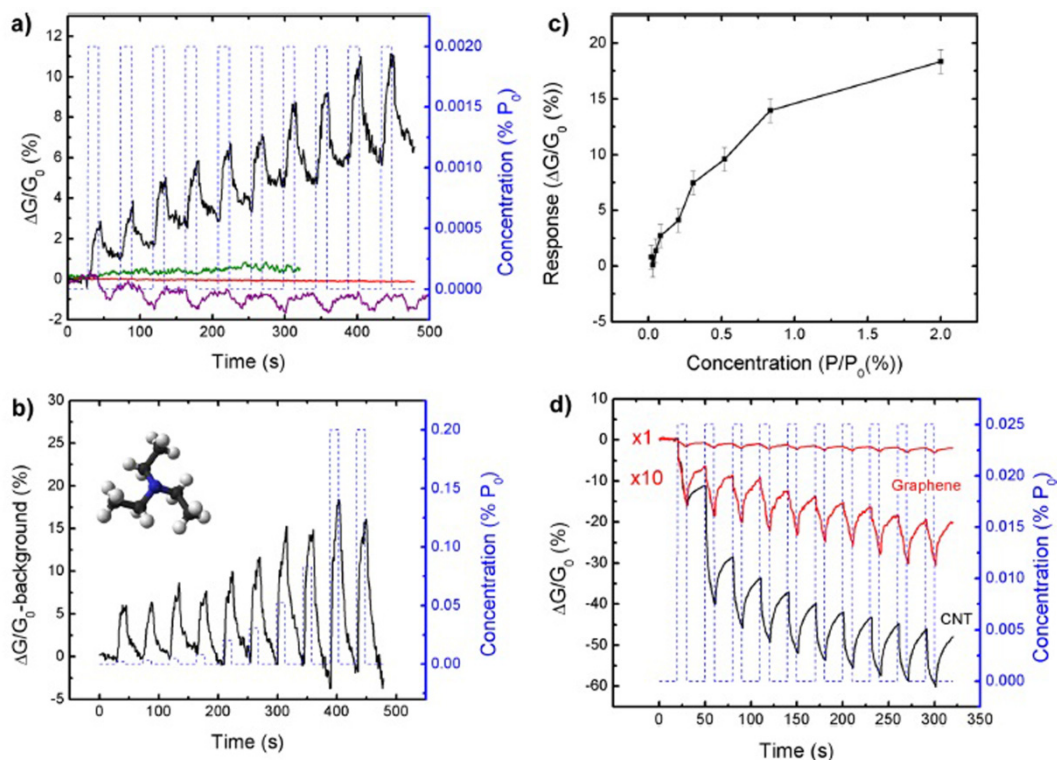 a)
12
10
8
6
4
2
0
-2
ΔG/G0 (%)
0 100 200 300 400 500
Time (s)
0.0020
0.0015
0.0010
0.0005
0.0000
Concentration (% P0)
c)
20
15
10
5
0
-5
Response (ΔG/G0 (%))
0.0 0.5 1.0 1.5 2.0
Concentration (P/P0(%))
b)
30
25
20
15
10
5
0
-5
ΔG/G0-background (%)
0 100 200 300 400 500
Time (s)
0.20
0.15
0.10
0.05
0.00
Concentration (% P0)
d)
0
-10
-20
-30
-40
-50
-60
ΔG/G0 (%)
x1
x10
Graphene
CNT
0 50 100 150 200 250 300 350
Time (s)
0.025
0.020
0.015
0.010
0.005
0.000
Concentration (% P0)